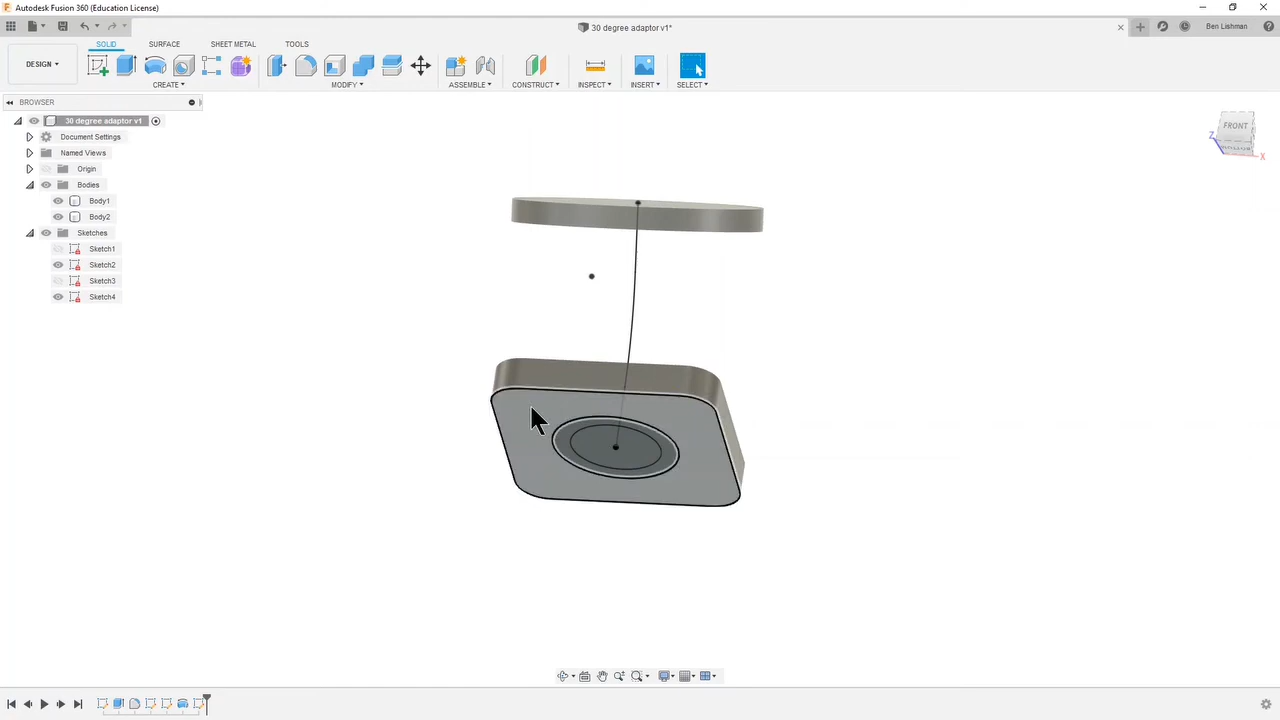 Autodesk Fusion 360 (Education License)
30 degree adaptor v1*
Ben Lishman
SOLID SURFACE SHEET METAL TOOLS
DESIGN
CREATE MODIFY ASSEMBLE CONSTRUCT INSPECT INSERT SELECT
BROWSER
30 degree adaptor v1
Document Settings
Named Views
Origin
Bodies
Body1
Body2
Sketches
Sketch1
Sketch2
Sketch3
Sketch4
FRONT
BOTTOM
Z
X